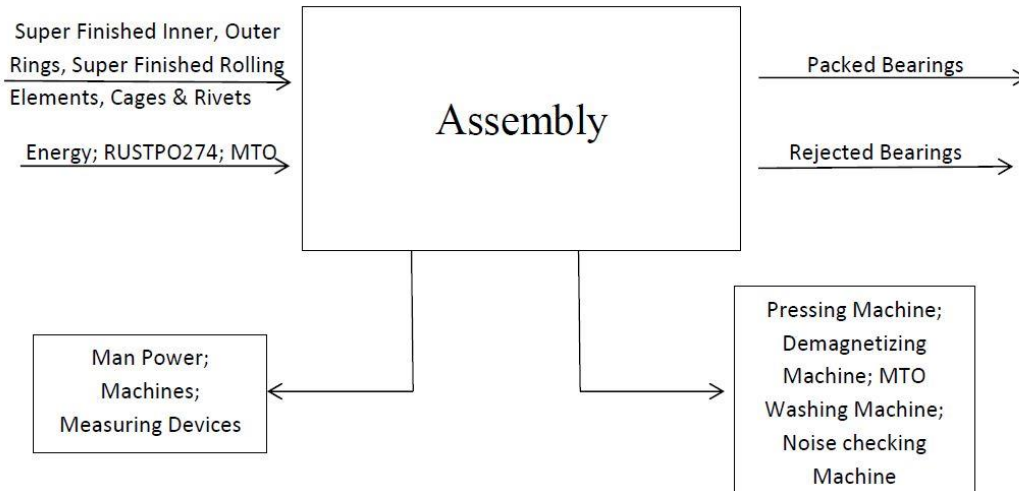 Super Finished Inner, Outer
Rings, Super Finished Rolling
Elements, Cages & Rivets
Energy; RUSTPO274; MTO
Assembly
Packed Bearings
Rejected Bearings
Man Power;
Machines;
Measuring Devices
Pressing Machine;
Demagnetizing
Machine; MTO
Washing Machine;
Noise checking
Machine